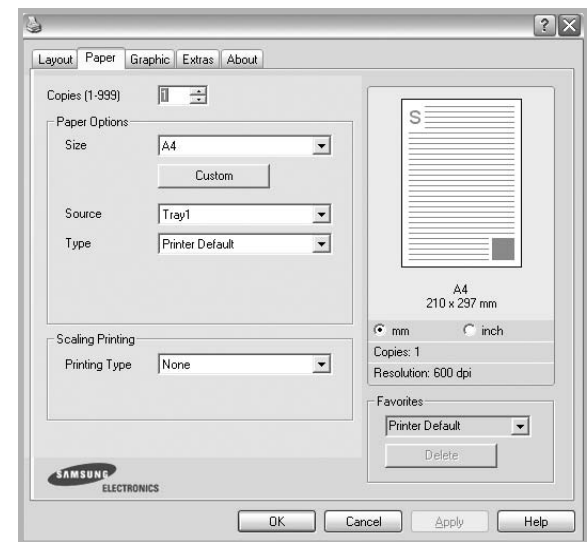 Layout Paper Graphic Extras About
Copies (1-999) 1
Paper Options
Size A4
Custom
Source Tray1
Type Printer Default
Scaling Printing
Printing Type None
SAMSUNG
ELECTRONICS
S
A4
210 x 297 mm
mm inch
Copies: 1
Resolution: 600 dpi
Favorites
Printer Default
Delete
OK Cancel Apply Help